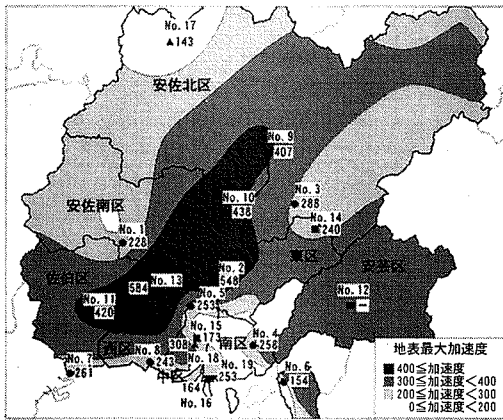 No. 17
▲143
安佐北区
No. 9
407
No. 10
438
No. 3
288
安佐南区
No. 14
240
No. 1
228
東区
安芸区
佐伯区
No. 2
548
584
No. 13
No. 5
253
No. 12
No. 11
420
No. 15
17
308
南区
No. 4
258
西区
No. 8
243
No. 7
261
中区
No. 18
No. 19
253
164
No. 16
No. 6
154
地表最大加速度
400≦加速度
300≦加速度<400
200≦加速度<300
0≦加速度<200